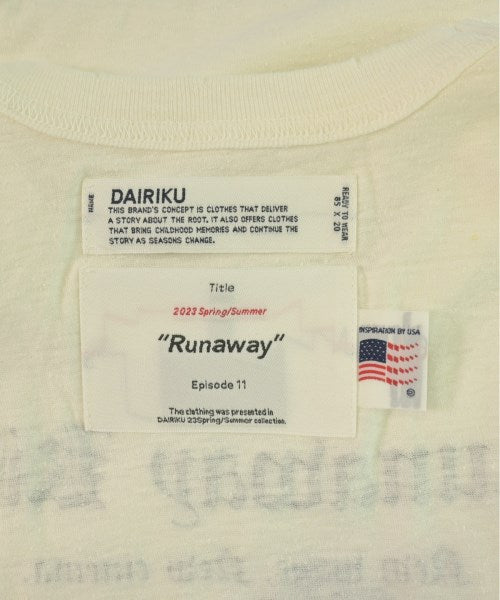 NAME
DAIRIKU
THIS BRAND'S CONCEPT IS CLOTHES THAT DELIVER
A STORY ABOUT THE ROOT. IT ALSO OFFERS CLOTHES
THAT BRING CHILDHOOD MEMORIES AND CONTINUE THE
STORY AS SEASONS CHANGE.
READY TO WEAR
85 X 20
Title
2023 Spring/Summer
"Runaway"
Episode 11
The clothing was presented in
DAIRIKU 23Spring/Summer collection.
INSPIRATION BY USA
©